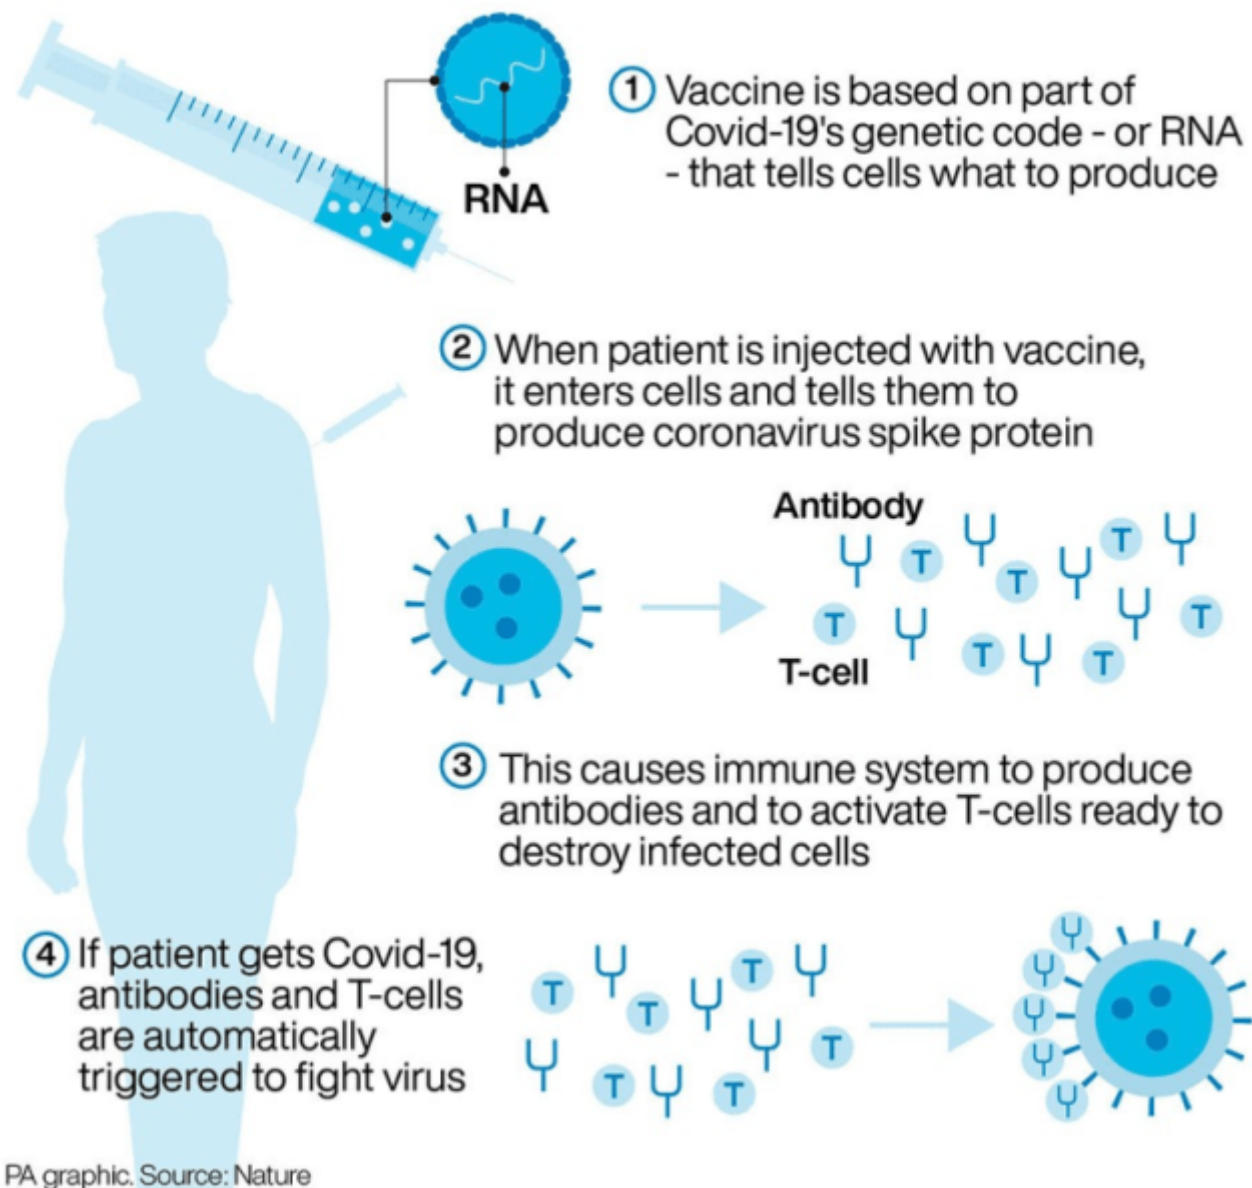 RNA
1 Vaccine is based on part of
Covid-19's genetic code - or RNA
- that tells cells what to produce
2 When patient is injected with vaccine,
it enters cells and tells them to
produce coronavirus spike protein
Antibody
T T T
T T T T
T-cell
3 This causes immune system to produce
antibodies and to activate T-cells ready to
destroy infected cells
4 If patient gets Covid-19,
antibodies and T-cells
are automatically
triggered to fight virus
T T T T
T T
PA graphic. Source: Nature